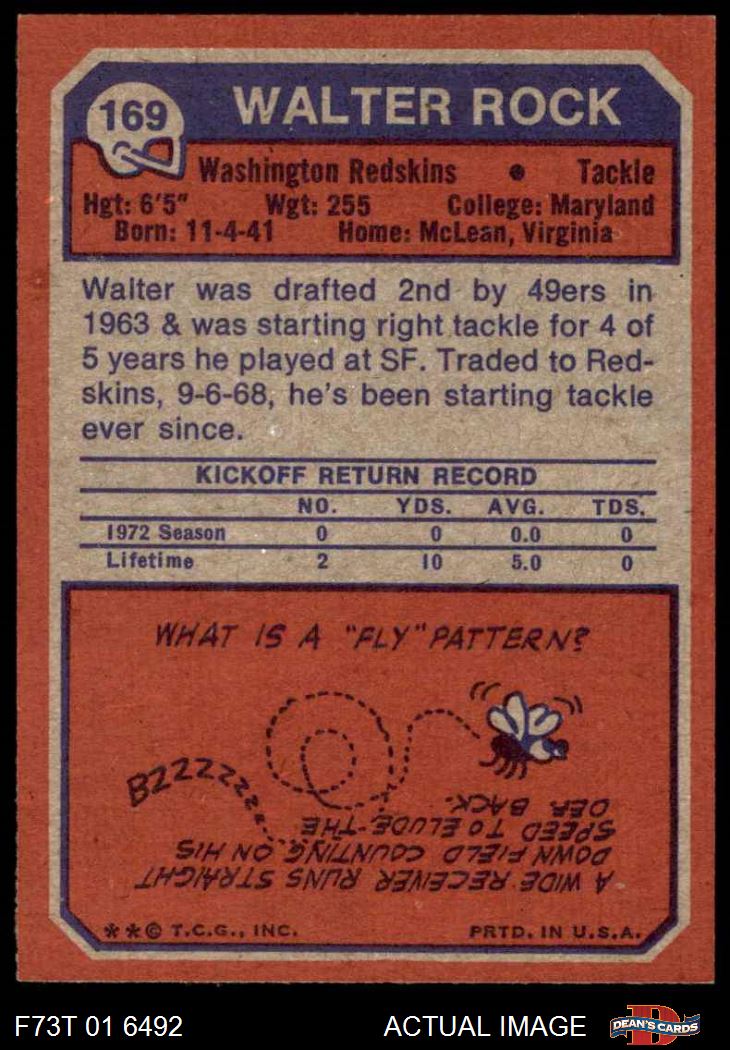 169
WALTER ROCK
Washington Redskins • Tackle
Hgt: 6'5" Wgt: 255 College: Maryland
Born: 11-4-41 Home: McLean, Virginia
Walter was drafted 2nd by 49ers in
1963 & was starting right tackle for 4 of
5 years he played at SF. Traded to Red-
skins, 9-6-68, he's been starting tackle
ever since.
KICKOFF RETURN RECORD
NO. YDS. AVG. TDS.
1972 Season 0 0 0.0 0
Lifetime 2 10 5.0 0
WHAT IS A "FLY" PATTERN?
BZZZZZZZ
A WIDE RECEIVER RUNS STRAIGHT
DOWN FIELD COUNTING ON HIS
SPEED TO ELUDE THE
DEF. BACK.
**© T.C.G., INC. PRTD. IN U.S.A.
F73T 01 6492 ACTUAL IMAGE
D
DEAN'S CARDS